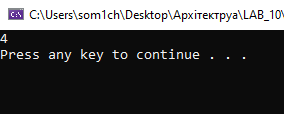 C:\Users\som1ch\Desktop\Архітектруа\LAB_10\
4
Press any key to continue . . .